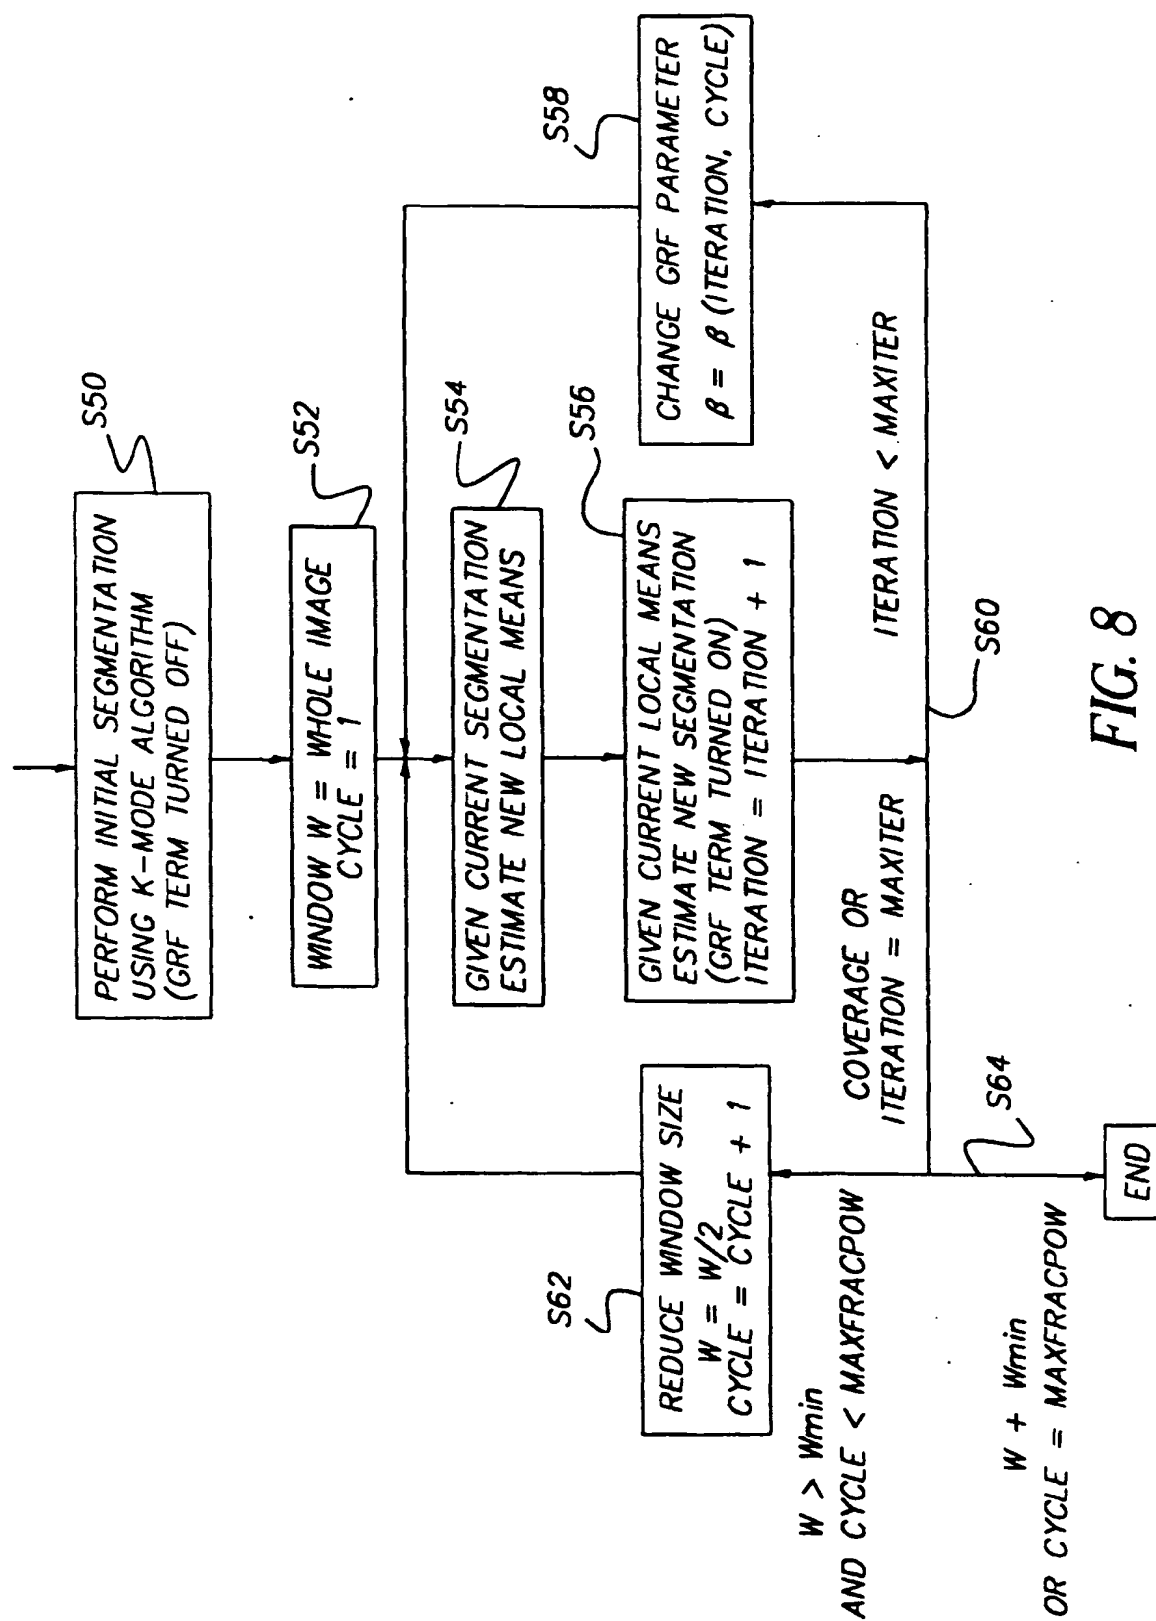 PERFORM INITIAL SEGMENTATION
USING K-MODE ALGORITHM
(GRF TERM TURNED OFF)
S50
WINDOW W = WHOLE IMAGE
CYCLE = 1
S52
GIVEN CURRENT SEGMENTATION
ESTIMATE NEW LOCAL MEANS
S54
GIVEN CURRENT LOCAL MEANS
ESTIMATE NEW SEGMENTATION
(GRF TERM TURNED ON)
ITERATION = ITERATION + 1
S56
CHANGE GRF PARAMETER
β = β (ITERATION, CYCLE)
S58
S62
REDUCE WINDOW SIZE
W = W/2
CYCLE = CYCLE + 1
W > Wmin
AND CYCLE < MAXFRACPOW
COVERAGE OR
ITERATION = MAXITER
ITERATION < MAXITER
S60
S64
W + Wmin
OR CYCLE = MAXFRACPOW
END
FIG. 8